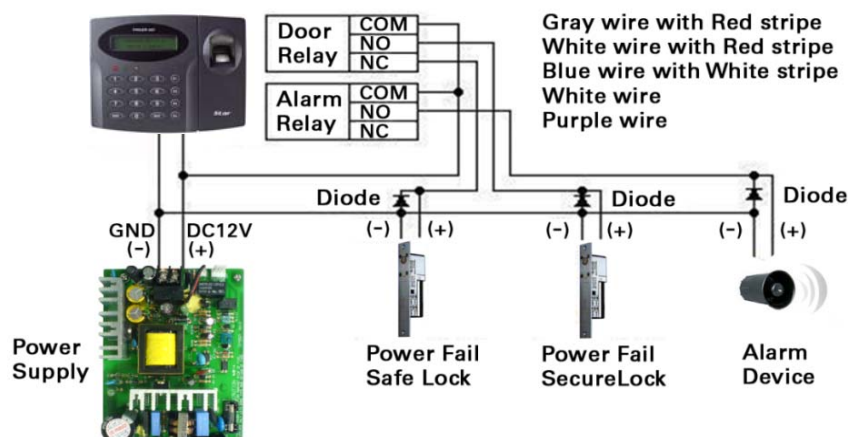 Door
Relay
COM
NO
NC
Alarm
Relay
COM
NO
NC
Gray wire with Red stripe
White wire with Red stripe
Blue wire with White stripe
White wire
Purple wire
Diode
Diode
Diode
GND
(-)
DC12V
(+)
(-)
(+)
(-)
(+)
(-)
(+)
Power
Supply
Power Fail
Safe Lock
Power Fail
SecureLock
Alarm
Device